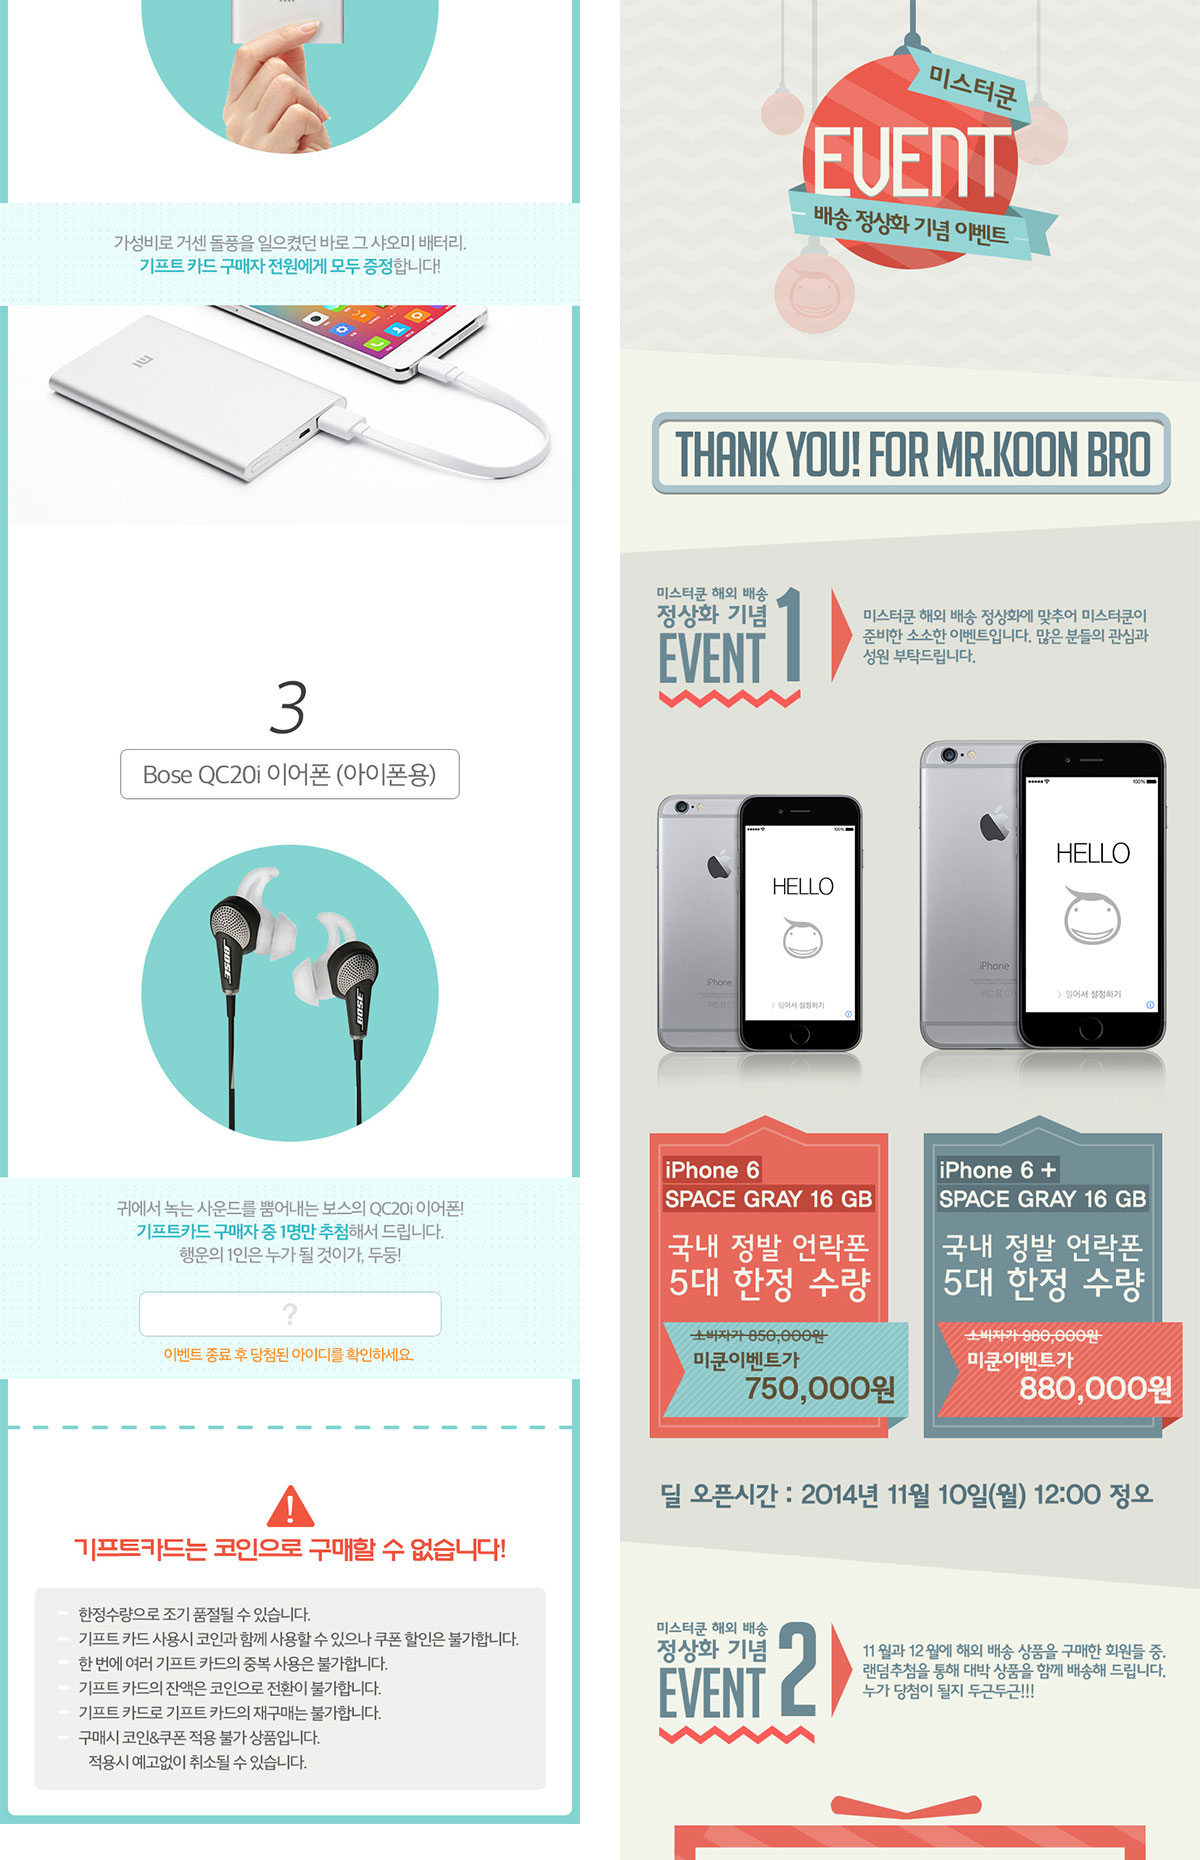 가성비로 거센 돌풍을 일으켰던 바로 그 샤오미 배터리.
기프트 카드 구매자 전원에게 모두 증정합니다!
MI
3
Bose QC20i 이어폰 (아이폰용)
BOSE
BOSE
귀에서 녹는 사운드를 뿜어내는 보스의 QC20i 이어폰!
기프트카드 구매자 중 1명만 추첨해서 드립니다.
행운의 1인은 누가 될 것이가, 두둥!
?
이벤트 종료 후 당첨된 아이디를 확인하세요.
!
기프트카드는 코인으로 구매할 수 없습니다!
한정수량으로 조기 품절될 수 있습니다.
기프트 카드 사용시 코인과 함께 사용할 수 있으나 쿠폰 할인은 불가합니다.
한 번에 여러 기프트 카드의 중복 사용은 불가합니다.
기프트 카드의 잔액은 코인으로 전환이 불가합니다.
기프트 카드로 기프트 카드의 재구매는 불가합니다.
구매시 코인&쿠폰 적용 불가 상품입니다.
적용시 예고없이 취소될 수 있습니다.
미스터쿤
EVENT
배송 정상화 기념 이벤트
THANK YOU! FOR MR.KOON BRO
미스터쿤 해외 배송
정상화 기념
EVENT 1
미스터쿤 해외 배송 정상화에 맞추어 미스터쿤이
준비한 소소한 이벤트입니다. 많은 분들의 관심과
성원 부탁드립니다.
100%
HELLO
iPhone
> 밀어서 설정하기
100%
HELLO
iPhone
> 밀어서 설정하기
iPhone 6
SPACE GRAY 16 GB
국내 정발 언락폰
5대 한정 수량
소비자가 850,000원
미쿤이벤트가
750,000원
iPhone 6 +
SPACE GRAY 16 GB
국내 정발 언락폰
5대 한정 수량
소비자가 980,000원
미쿤이벤트가
880,000원
딜 오픈시간 : 2014년 11월 10일(월) 12:00 정오
미스터쿤 해외 배송
정상화 기념
EVENT 2
11월과 12월에 해외 배송 상품을 구매한 회원들 중.
랜덤추첨을 통해 대박 상품을 함께 배송해 드립니다.
누가 당첨이 될지 두근두근!!!